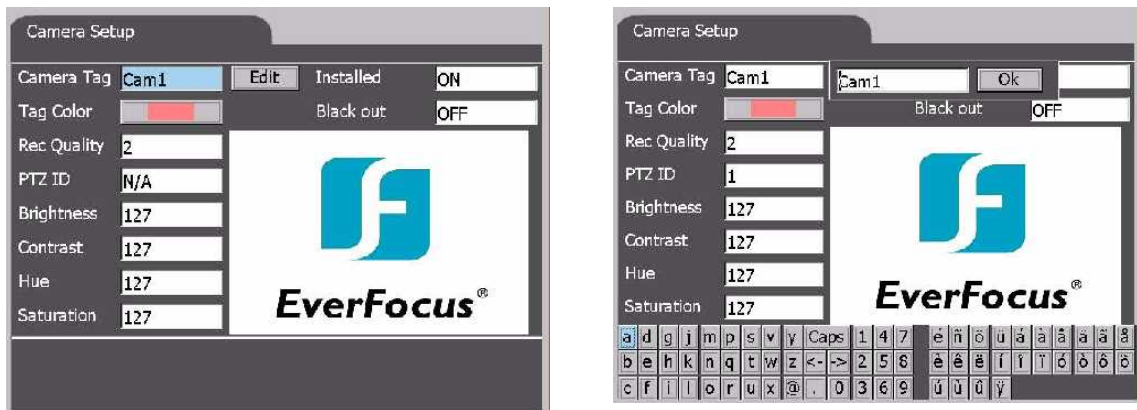 Camera Setup
Camera Tag Cam1 Edit Installed ON
Tag Color Black out OFF
Rec Quality 2
PTZ ID N/A
Brightness 127
Contrast 127
Hue 127
Saturation 127
EverFocus®
Camera Setup
Camera Tag Cam1 Cam1 Ok
Tag Color Black out OFF
Rec Quality 2
PTZ ID 1
Brightness 127
Contrast 127
Hue 127
Saturation 127
EverFocus®
a d g j m p s v y Caps 1 4 7 é ñ ö ü á à â ä ã å
b e h k n q t w z <- -> 2 5 8 è ê ë í î ï ó ò ô õ
c f i l o r u x @ . 0 3 6 9 ú ù û ÿ